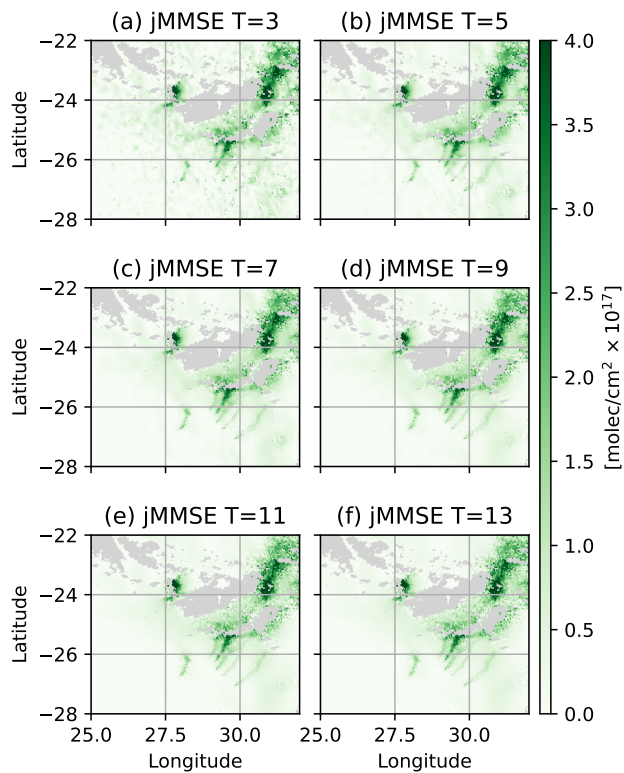 (a) jMMSE T=3
(b) jMMSE T=5
−22
−24
−26
−28
Latitude
(c) jMMSE T=7
(d) jMMSE T=9
−22
−24
−26
−28
Latitude
(e) jMMSE T=11
(f) jMMSE T=13
−22
−24
−26
−28
Latitude
25.0 27.5 30.0
25.0 27.5 30.0
Longitude
Longitude
4.0
3.5
3.0
2.5
2.0
1.5
1.0
0.5
0.0
[molec/cm² × 10¹⁷]